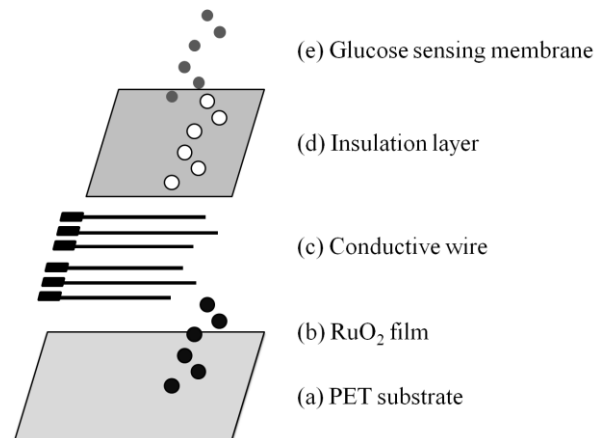 (e) Glucose sensing membrane
(d) Insulation layer
(c) Conductive wire
(b) RuO₂ film
(a) PET substrate